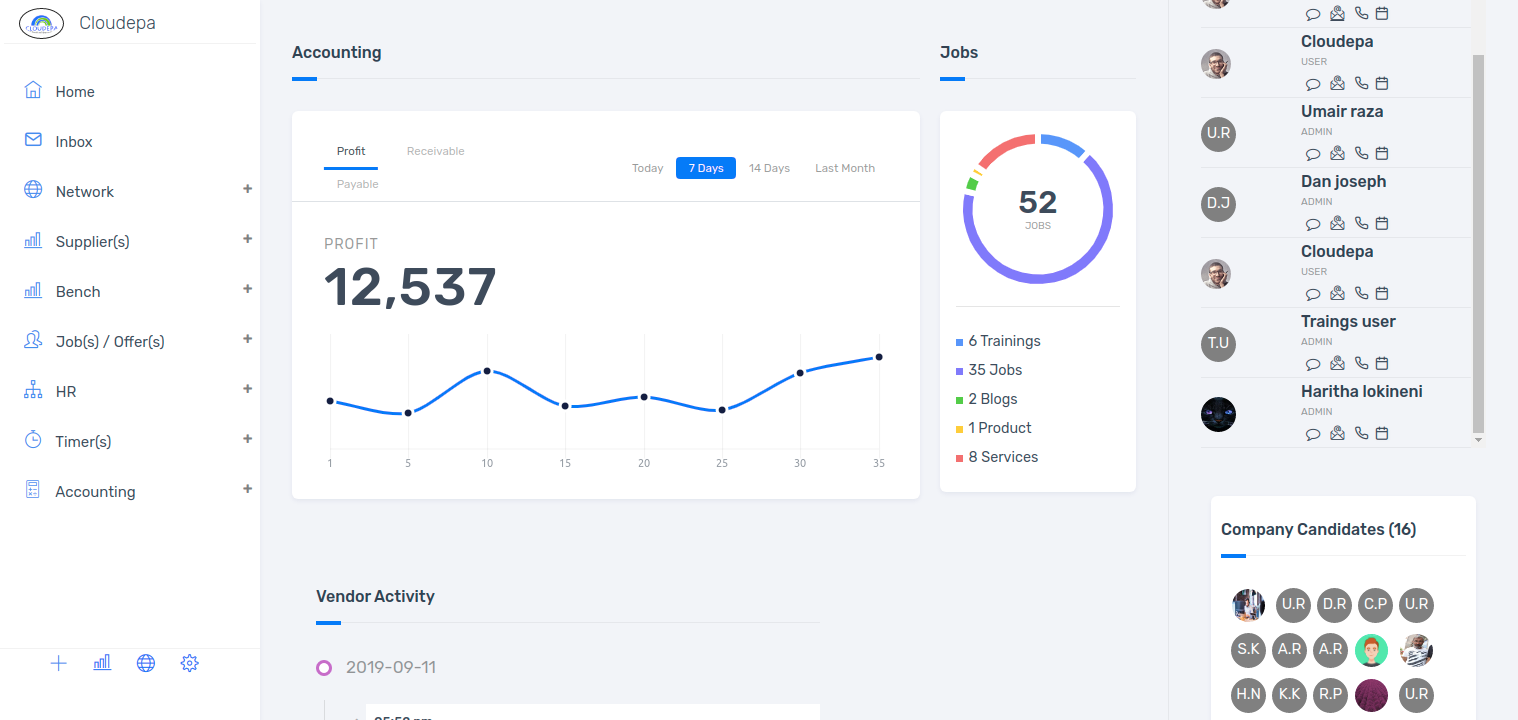 CLOUDEPA
Cloudepa
Home
Inbox
Network +
Supplier(s) +
Bench +
Job(s) / Offer(s) +
HR +
Timer(s) +
Accounting +
Accounting
Profit
Receivable
Payable
Today
7 Days
14 Days
Last Month
PROFIT
12,537
1 5 10 15 20 25 30 35
Jobs
52
JOBS
6 Trainings
35 Jobs
2 Blogs
1 Product
8 Services
Vendor Activity
2019-09-11
Cloudepa
USER
U.R
Umair raza
ADMIN
D.J
Dan joseph
ADMIN
Cloudepa
USER
T.U
Traings user
ADMIN
Haritha lokineni
ADMIN
Company Candidates (16)
U.R D.R C.P U.R
S.K A.R A.R
H.N K.K R.P U.R